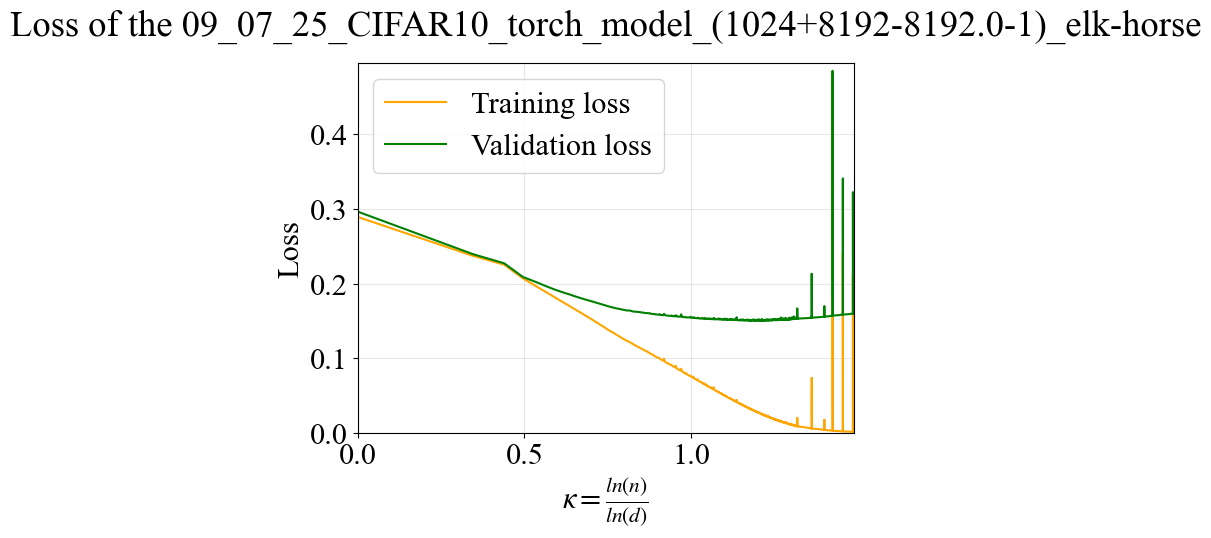 Loss of the 09_07_25_CIFAR10_torch_model_(1024+8192-8192.0-1)_elk-horse
Training loss
Validation loss
Loss
0.4
0.3
0.2
0.1
0.0
0.0 0.5 1.0
κ = ln(n)/ln(d)